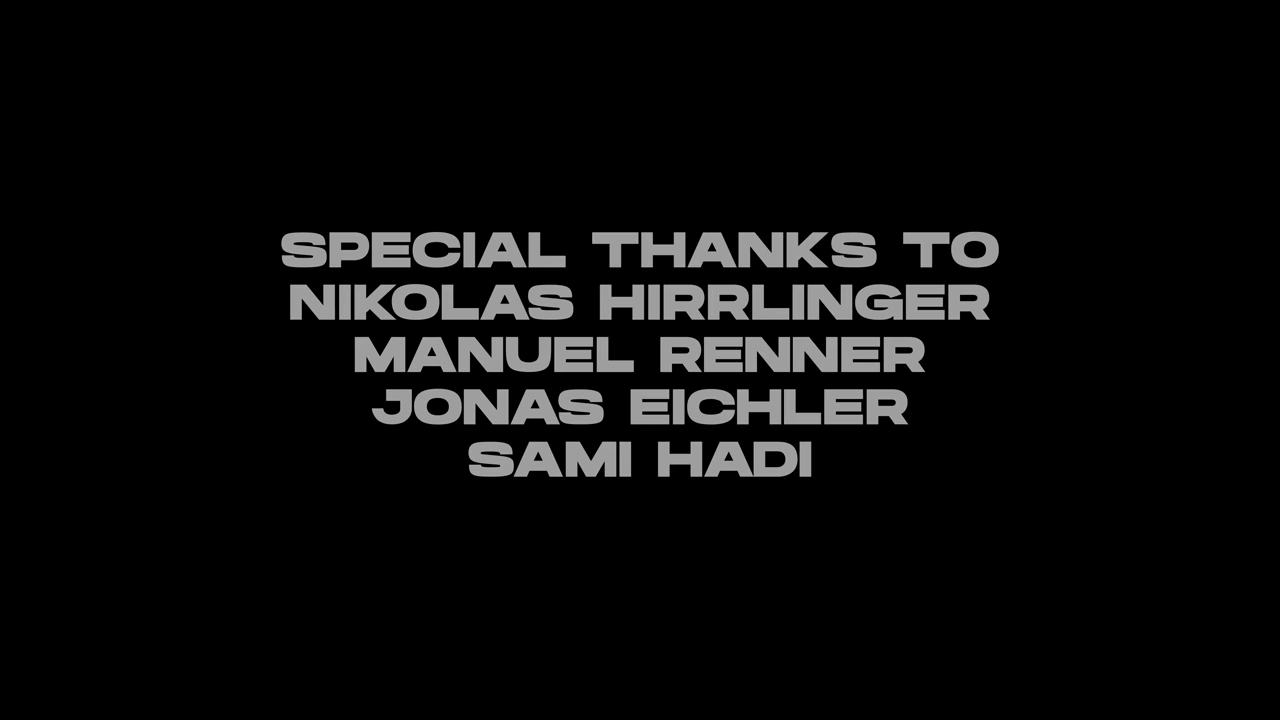 SPECIAL THANKS TO
NIKOLAS HIRRLINGER
MANUEL RENNER
JONAS EICHLER
SAMI HADI